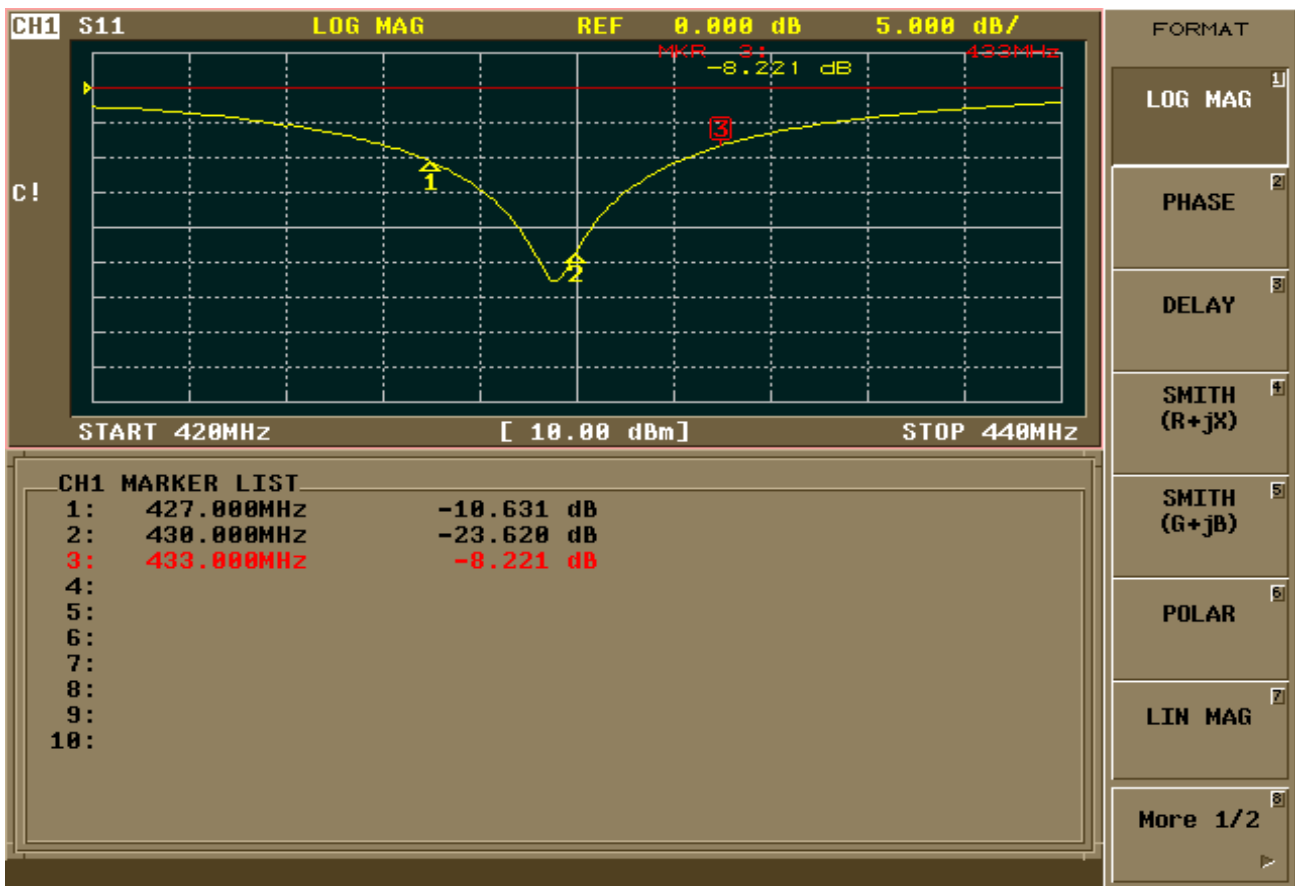 CH1 S11 LOG MAG REF 0.000 dB 5.000 dB/
MKR 3: 433MHz
-8.221 dB
3
1
2
C!
START 420MHz [ 10.00 dBm] STOP 440MHz
CH1 MARKER LIST
1: 427.000MHz -10.631 dB
2: 430.000MHz -23.620 dB
3: 433.000MHz -8.221 dB
4:
5:
6:
7:
8:
9:
10:
FORMAT
1
LOG MAG
2
PHASE
3
DELAY
4
SMITH
(R+jX)
5
SMITH
(G+jB)
6
POLAR
7
LIN MAG
8
More 1/2